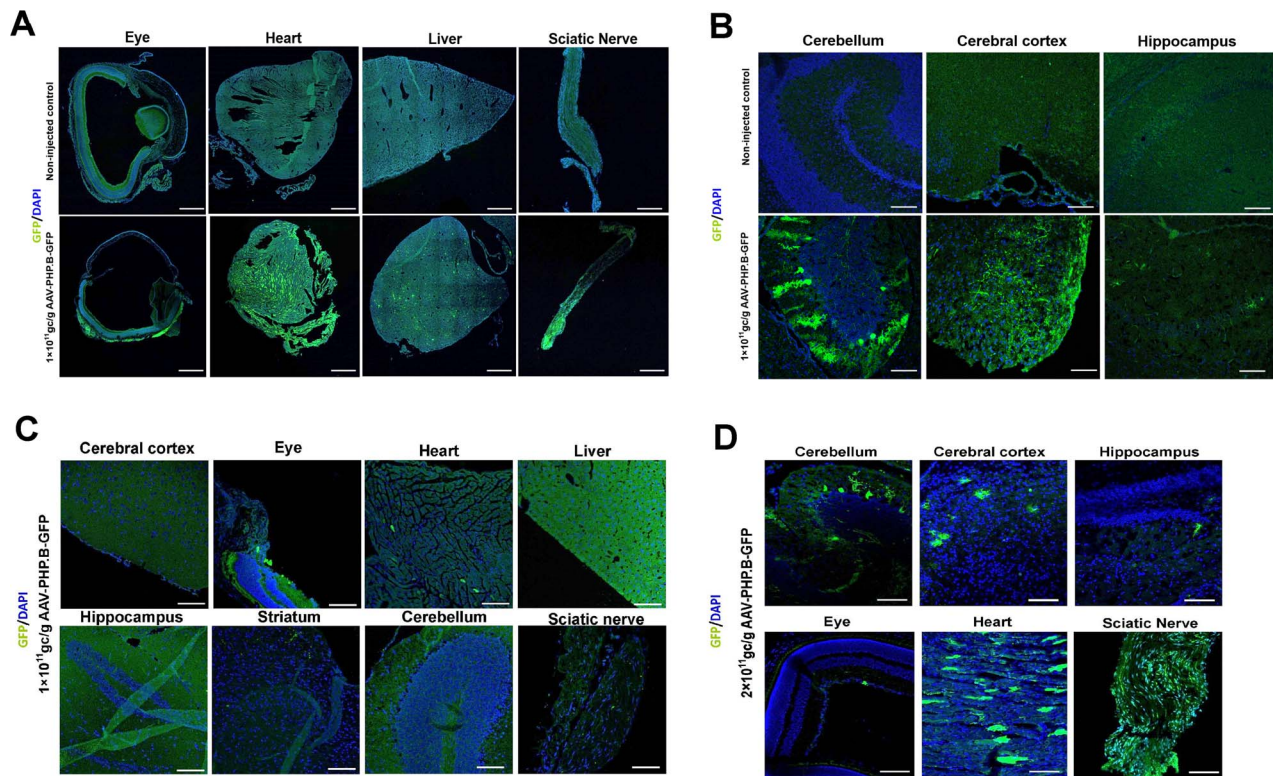 A
Eye Heart Liver Sciatic Nerve
GFP/DAPI
Non-injected control
1×10¹¹gc/g AAV-PHP.B-GFP
B
Cerebellum Cerebral cortex Hippocampus
GFP/DAPI
Non-injected control
1×10¹¹gc/g AAV-PHP.B-GFP
C
Cerebral cortex Eye Heart Liver
GFP/DAPI
1×10¹¹gc/g AAV-PHP.B-GFP
Hippocampus Striatum Cerebellum Sciatic nerve
D
Cerebellum Cerebral cortex Hippocampus
GFP/DAPI
2×10¹¹gc/g AAV-PHP.B-GFP
Eye Heart Sciatic Nerve